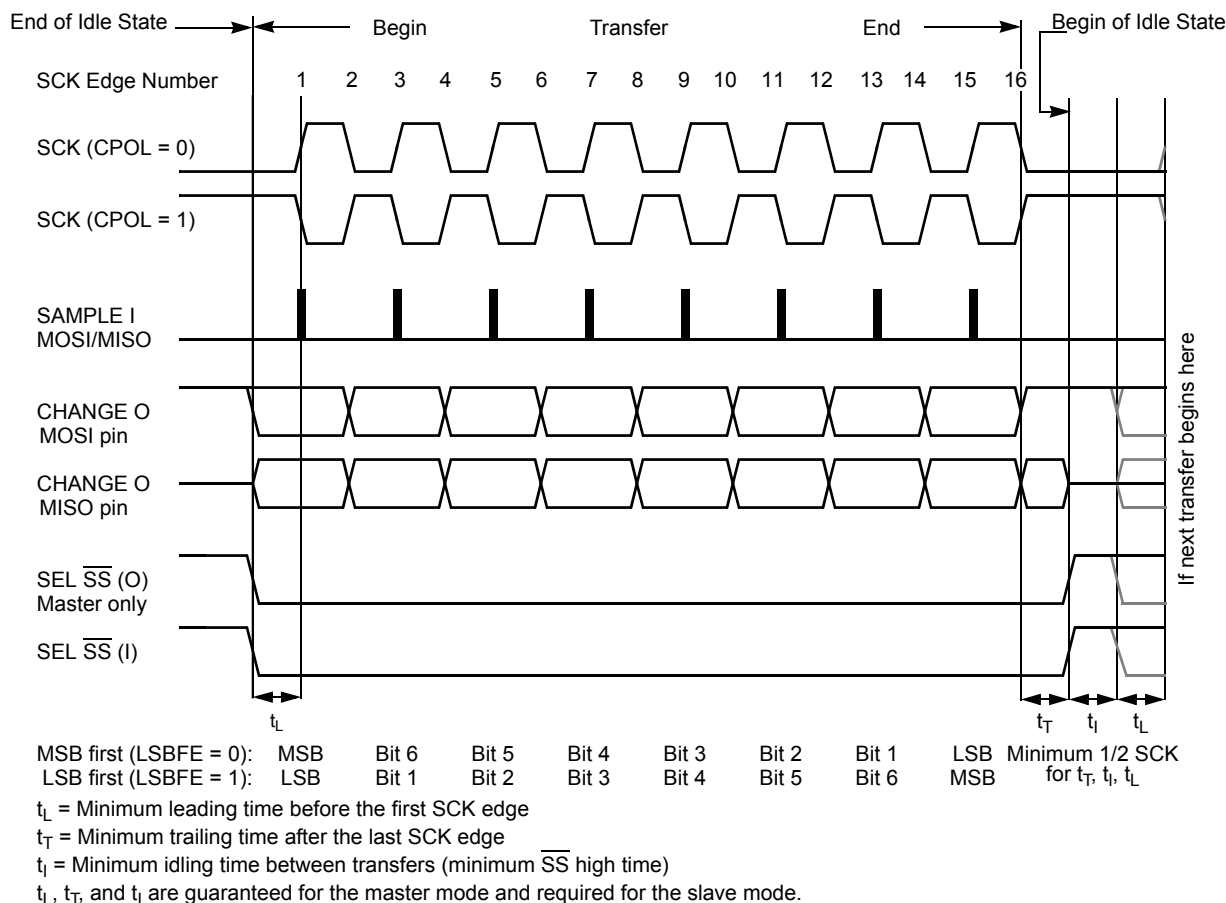 End of Idle State Begin Transfer End Begin of Idle State
SCK Edge Number 1 2 3 4 5 6 7 8 9 10 11 12 13 14 15 16
SCK (CPOL = 0)
SCK (CPOL = 1)
SAMPLE I
MOSI/MISO
CHANGE O
MOSI pin
CHANGE O
MISO pin
SEL SS (O)
Master only
SEL SS (I)
If next transfer begins here
tL tT tI tL
MSB first (LSBFE = 0): MSB Bit 6 Bit 5 Bit 4 Bit 3 Bit 2 Bit 1 LSB Minimum 1/2 SCK
LSB first (LSBFE = 1): LSB Bit 1 Bit 2 Bit 3 Bit 4 Bit 5 Bit 6 MSB for tT, tI, tL
tL = Minimum leading time before the first SCK edge
tT = Minimum trailing time after the last SCK edge
tI = Minimum idling time between transfers (minimum SS high time)
tL, tT, and tI are guaranteed for the master mode and required for the slave mode.